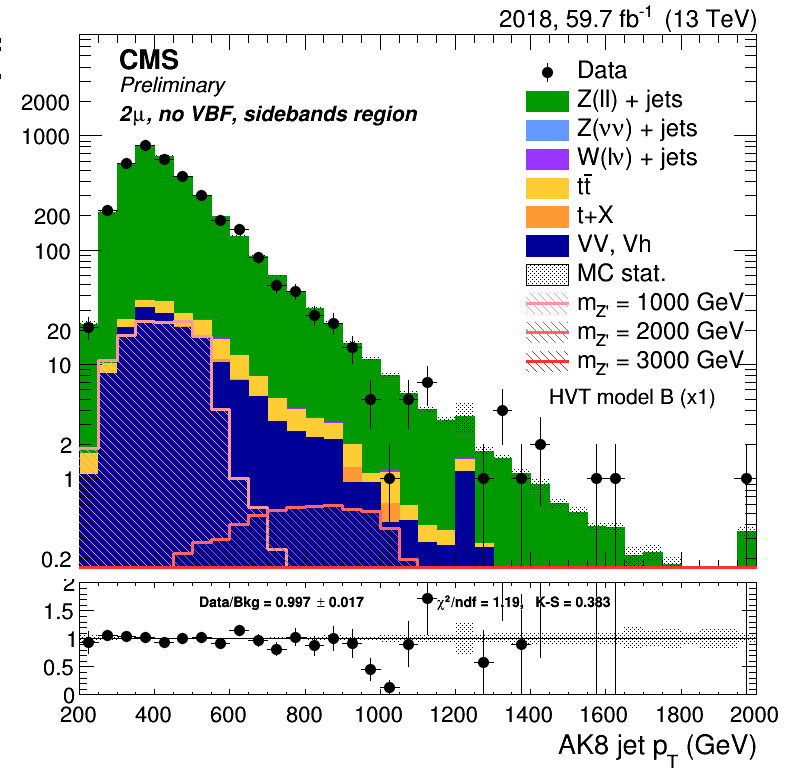 2018, 59.7 fb⁻¹ (13 TeV)
CMS
Preliminary
2μ, no VBF, sidebands region
Data
Z(ll) + jets
Z(νν) + jets
W(lν) + jets
tt̄
t+X
VV, Vh
MC stat.
m_Z' = 1000 GeV
m_Z' = 2000 GeV
m_Z' = 3000 GeV
HVT model B (x1)
2000
1000
200
100
20
10
2
1
0.2
Data/Bkg = 0.997 ± 0.017 χ²/ndf = 1.19, K-S = 0.383
2
1.5
1
0.5
0
200 400 600 800 1000 1200 1400 1600 1800 2000
AK8 jet p_T (GeV)